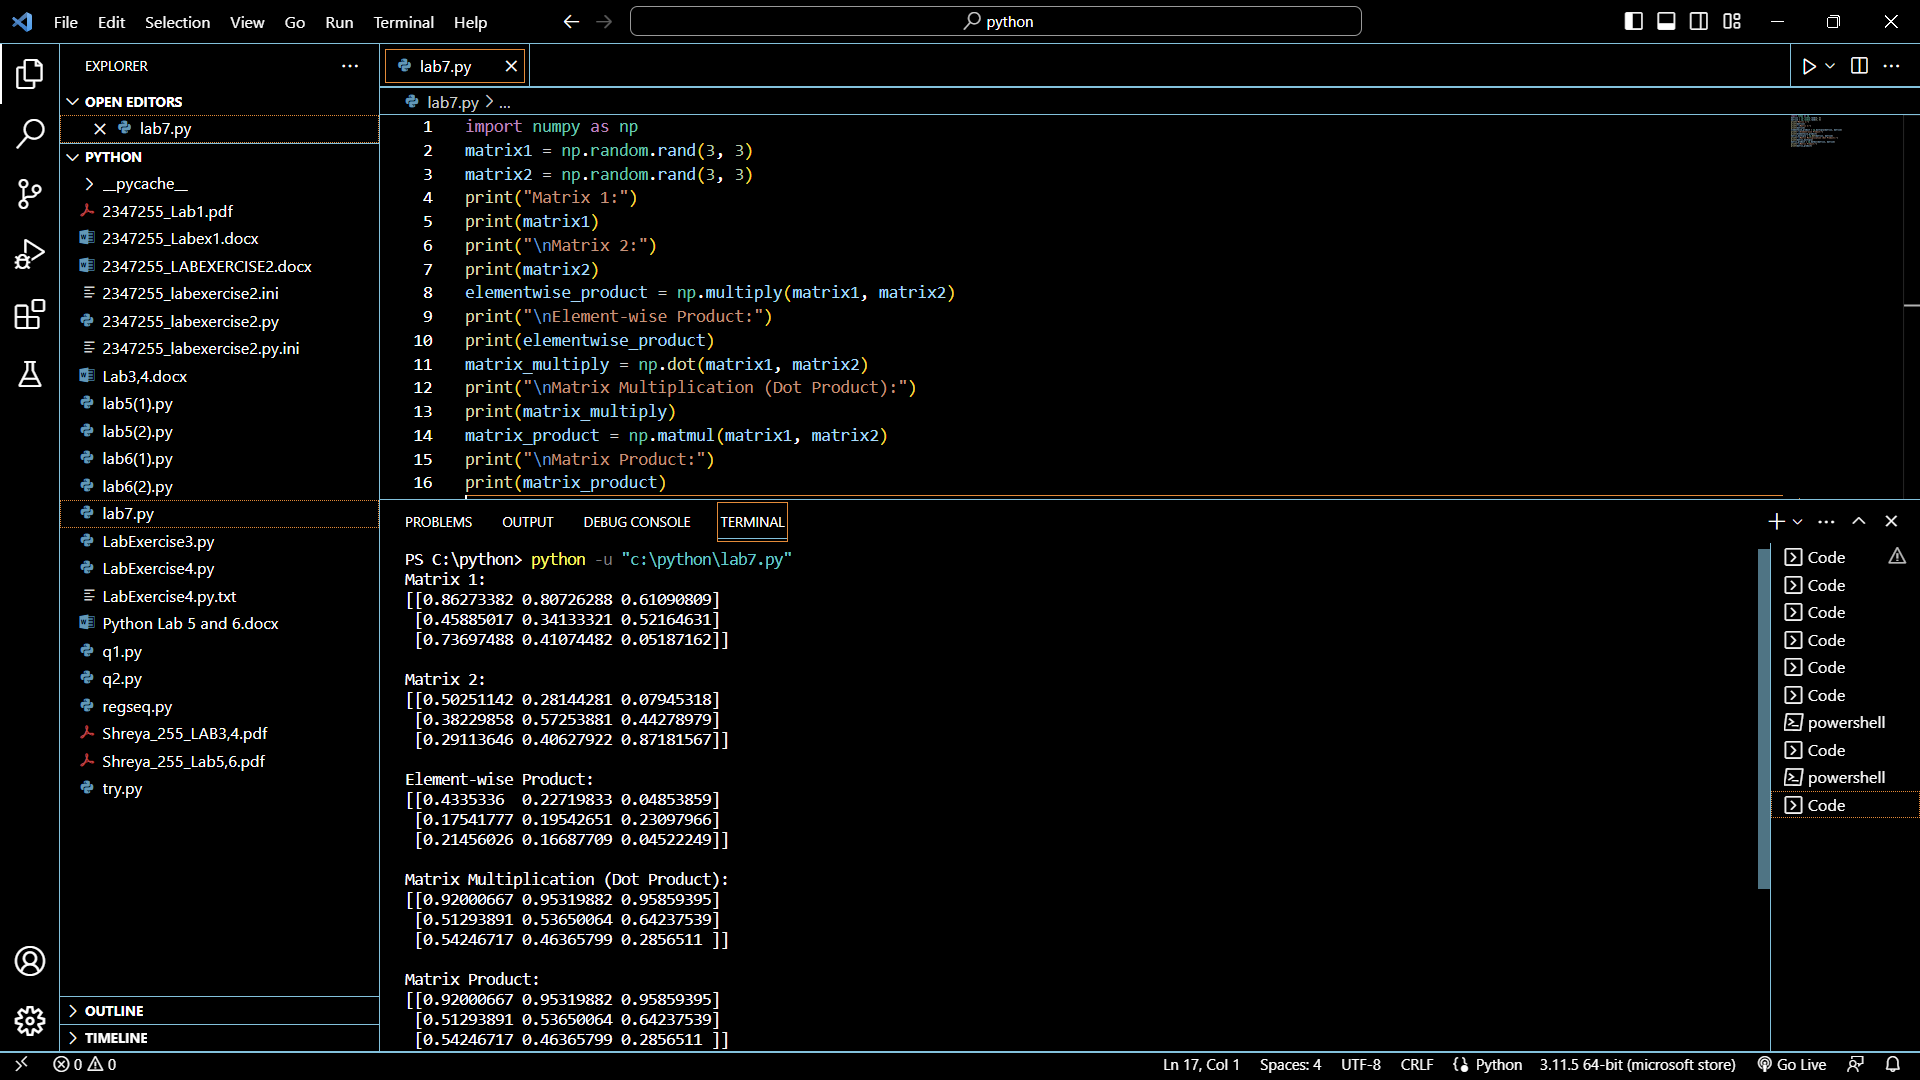 File Edit Selection View Go Run Terminal Help
python
EXPLORER
OPEN EDITORS
lab7.py
PYTHON
__pycache__
2347255_Lab1.pdf
2347255_Labex1.docx
2347255_LABEXERCISE2.docx
2347255_labexercise2.ini
2347255_labexercise2.py
2347255_labexercise2.py.ini
Lab3,4.docx
lab5(1).py
lab5(2).py
lab6(1).py
lab6(2).py
lab7.py
LabExercise3.py
LabExercise4.py
LabExercise4.py.txt
Python Lab 5 and 6.docx
q1.py
q2.py
regseq.py
Shreya_255_LAB3,4.pdf
Shreya_255_Lab5,6.pdf
try.py
OUTLINE
TIMELINE
lab7.py
lab7.py > ...
1 import numpy as np
2 matrix1 = np.random.rand(3, 3)
3 matrix2 = np.random.rand(3, 3)
4 print("Matrix 1:")
5 print(matrix1)
6 print("\nMatrix 2:")
7 print(matrix2)
8 elementwise_product = np.multiply(matrix1, matrix2)
9 print("\nElement-wise Product:")
10 print(elementwise_product)
11 matrix_multiply = np.dot(matrix1, matrix2)
12 print("\nMatrix Multiplication (Dot Product):")
13 print(matrix_multiply)
14 matrix_product = np.matmul(matrix1, matrix2)
15 print("\nMatrix Product:")
16 print(matrix_product)
PROBLEMS OUTPUT DEBUG CONSOLE TERMINAL
PS C:\python> python -u "c:\python\lab7.py"
Matrix 1:
[[0.86273382 0.80726288 0.61090809]
[0.45885017 0.34133321 0.52164631]
[0.73697488 0.41074482 0.05187162]]
Matrix 2:
[[0.50251142 0.28144281 0.07945318]
[0.38229858 0.57253881 0.44278979]
[0.29113646 0.40627922 0.87181567]]
Element-wise Product:
[[0.4335336  0.22719833 0.04853859]
[0.17541777 0.19542651 0.23097966]
[0.21456026 0.16687709 0.04522249]]
Matrix Multiplication (Dot Product):
[[0.92000667 0.95319882 0.95859395]
[0.51293891 0.53650064 0.64237539]
[0.54246717 0.46365799 0.2856511 ]]
Matrix Product:
[[0.92000667 0.95319882 0.95859395]
[0.51293891 0.53650064 0.64237539]
[0.54246717 0.46365799 0.2856511 ]]
Code
Code
Code
Code
Code
Code
powershell
Code
powershell
Code
0 0
Ln 17, Col 1 Spaces: 4 UTF-8 CRLF Python 3.11.5 64-bit (microsoft store) Go Live